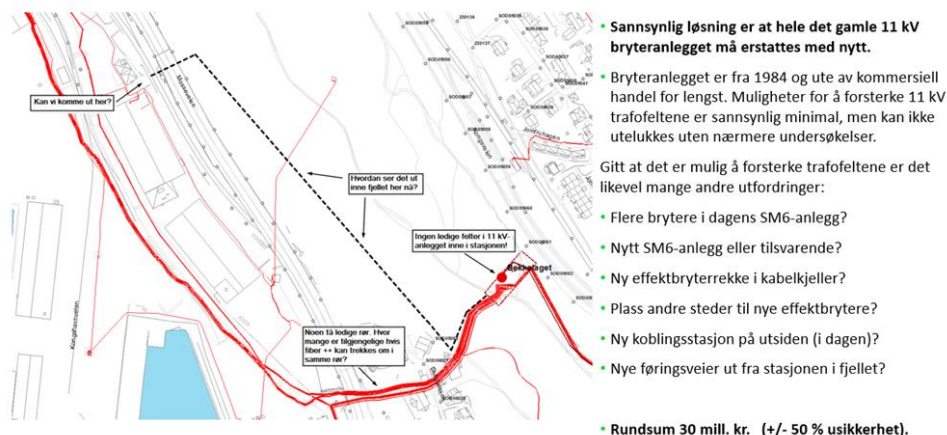 Kan vi komme ut her?
Mosseveien
Hvordan ser det ut
inne fjellet her nå?
Ingen ledige felter i 11 kV-
anlegget inne i stasjonen!
Bekkelaget
Noen få ledige rør. Hvor
mange er tilgjengelige hvis
fiber ++ kan trekkes om i
samme rør?
Kongshavnveien
• Sannsynlig løsning er at hele det gamle 11 kV
bryteranlegget må erstattes med nytt.
• Bryteranlegget er fra 1984 og ute av kommersiell
handel for lengst. Muligheter for å forsterke 11 kV
trafofeltene er sannsynlig minimal, men kan ikke
utelukkes uten nærmere undersøkelser.
Gitt at det er mulig å forsterke trafofeltene er det
likevel mange andre utfordringer:
• Flere brytere i dagens SM6-anlegg?
• Nytt SM6-anlegg eller tilsvarende?
• Ny effektbryterrekke i kabelkjeller?
• Plass andre steder til nye effektbrytere?
• Ny koblingsstasjon på utsiden (i dagen)?
• Nye føringsveier ut fra stasjonen i fjellet?
• Rundsum 30 mill. kr. (+/- 50 % usikkerhet).